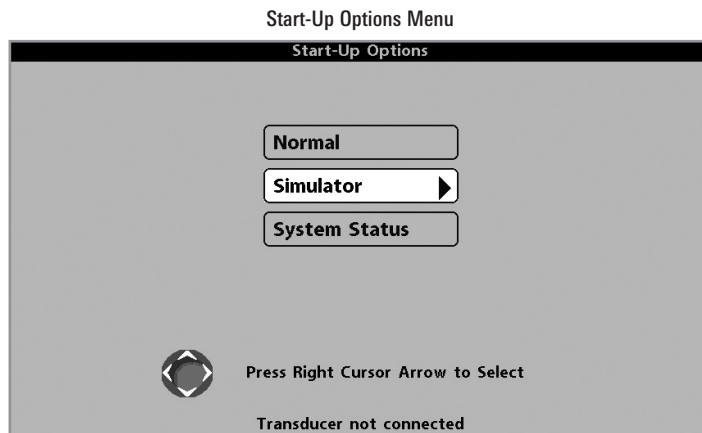 Start-Up Options Menu
Start-Up Options
Normal
Simulator
System Status
Press Right Cursor Arrow to Select
Transducer not connected